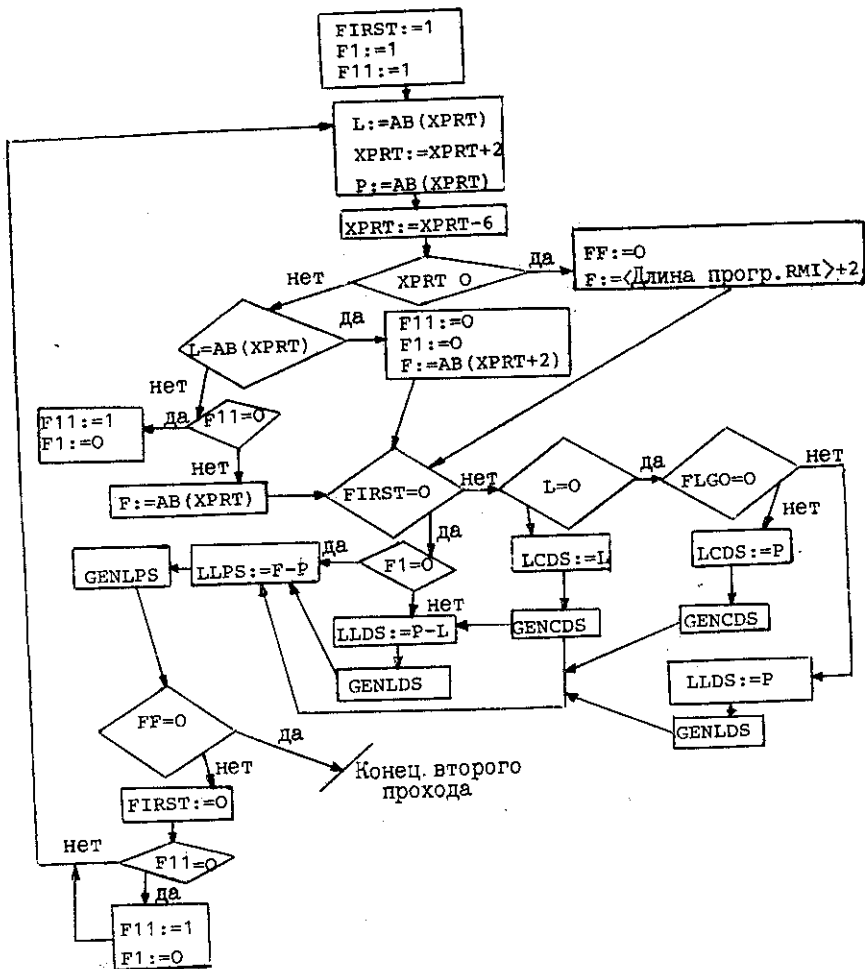 FIRST:=1
F1:=1
F11:=1
L:=AB(XPRT)
XPRT:=XPRT+2
P:=AB(XPRT)
XPRT:=XPRT-6
нет
XPRT O
да
FF:=O
F:=<Длина прогр.RMI>+2
L=AB(XPRT)
да
F11:=O
F1:=O
F:=AB(XPRT+2)
нет
F11:=1
F1:=O
да
F11=O
нет
F:=AB(XPRT)
FIRST=O
нет
L=O
да
FLGO=O
нет
нет
GENLPS
LLPS:=F-P
да
F1=O
да
LCDS:=L
LCDS:=P
нет
LLDS:=P-L
GENCDS
GENCDS
GENLDS
LLDS:=P
GENLDS
FF=O
да
нет
Конец. второго
прохода
FIRST:=O
нет
F11=O
да
F11:=1
F1:=O